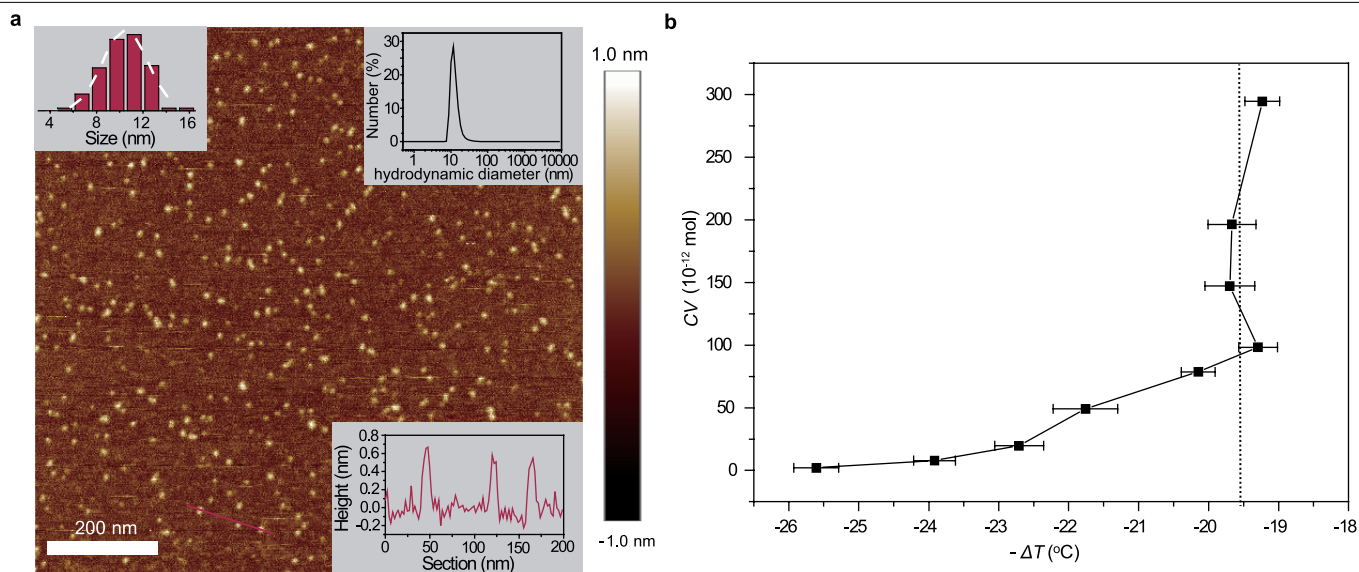 a
4 8 12 16
Size (nm)
30
20
10
0
Number (%)
1 10 100 1000 10000
hydrodynamic diameter (nm)
1.0 nm
-1.0 nm
200 nm
0.8
0.6
0.4
0.2
0.0
-0.2
Height (nm)
0 50 100 150 200
Section (nm)
b
300
250
200
150
100
50
0
CV (10⁻¹² mol)
-26 -25 -24 -23 -22 -21 -20 -19 -18
- ΔT (°C)